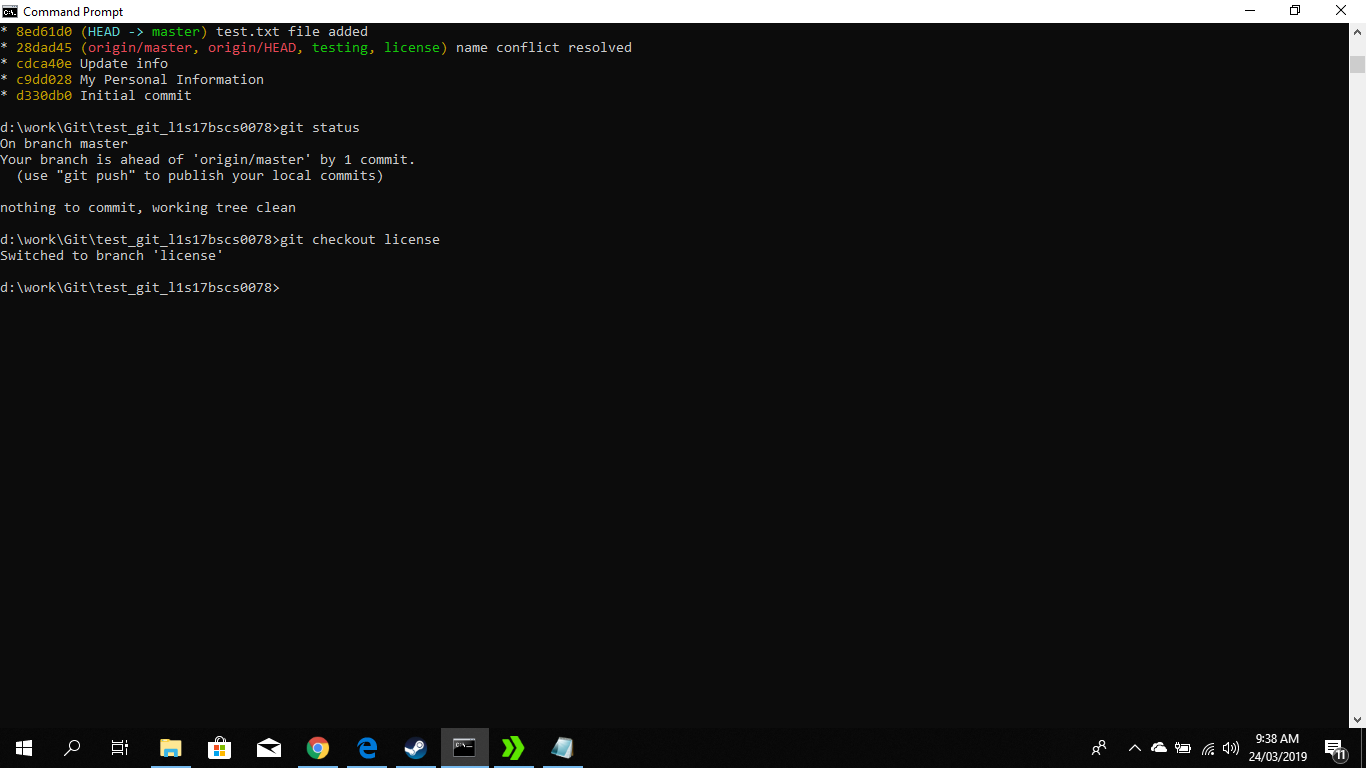 Command Prompt
* 8ed61d0 (HEAD -> master) test.txt file added
* 28dad45 (origin/master, origin/HEAD, testing, license) name conflict resolved
* cdca40e Update info
* c9dd028 My Personal Information
* d330db0 Initial commit
d:\work\Git\test_git_l1s17bscs0078>git status
On branch master
Your branch is ahead of 'origin/master' by 1 commit.
(use "git push" to publish your local commits)
nothing to commit, working tree clean
d:\work\Git\test_git_l1s17bscs0078>git checkout license
Switched to branch 'license'
d:\work\Git\test_git_l1s17bscs0078>
9:38 AM
24/03/2019
11